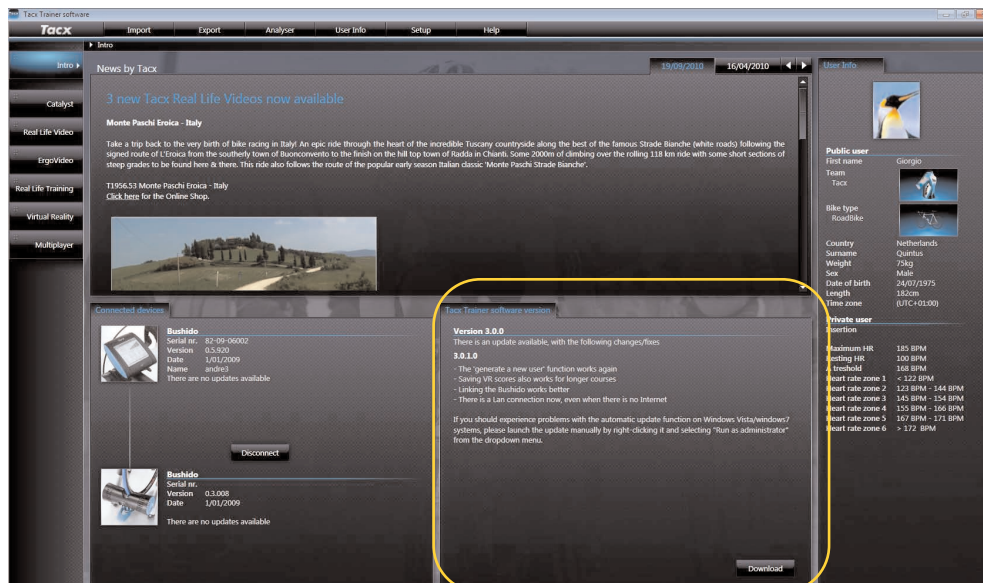 Tacx Trainer software
Tacx Import Export Analyser User Info Setup Help
Intro
Intro
Catalyst
Real Life Video
ErgoVideo
Real Life Training
Virtual Reality
Multiplayer
News by Tacx
19/09/2010 16/04/2010
3 new Tacx Real Life Videos now available
Monte Paschi Eroica - Italy
Take a trip back to the very birth of bike racing in Italy! An epic ride through the heart of the incredible Tuscany countryside along the best of the famous Strade Bianche (white roads) following the
signed route of L'Eroica from the southerly town of Buonconvento to the finish on the hill top town of Radda in Chianti. Some 2000m of climbing over the rolling 118 km ride with some short sections of
steep grades to be found here & there. This ride also follows the route of the popular early season Italian classic 'Monte Paschi Strade Bianche'.
T1956.53 Monte Paschi Eroica - Italy
Click here for the Online Shop.
Connected devices
Bushido
Serial nr. 82-09-06002
Version 0.5.920
Date 1/01/2009
Name andre3
There are no updates available
Disconnect
Bushido
Serial nr.
Version 0.3.008
Date 1/01/2009
There are no updates available
Tacx Trainer software version
Version 3.0.0
There is an update available, with the following changes/fixes
3.0.1.0
- The 'generate a new user' function works again
- Saving VR scores also works for longer courses
- Linking the Bushido works better
- There is a Lan connection now, even when there is no Internet
If you should experience problems with the automatic update function on Windows Vista/windows7
systems, please launch the update manually by right-clicking it and selecting "Run as administrator"
from the dropdown menu.
Download
User Info
Public user
First name Giorgio
Team
Tacx
Bike type
RoadBike
Country Netherlands
Surname Quintus
Weight 75kg
Sex Male
Date of birth 24/07/1975
Length 182cm
Time zone (UTC+01:00)
Private user
Insertion
Maximum HR 185 BPM
Resting HR 100 BPM
treshold 168 BPM
Heart rate zone 1 < 122 BPM
Heart rate zone 2 123 BPM - 144 BPM
Heart rate zone 3 145 BPM - 154 BPM
Heart rate zone 4 155 BPM - 166 BPM
Heart rate zone 5 167 BPM - 171 BPM
Heart rate zone 6 > 172 BPM